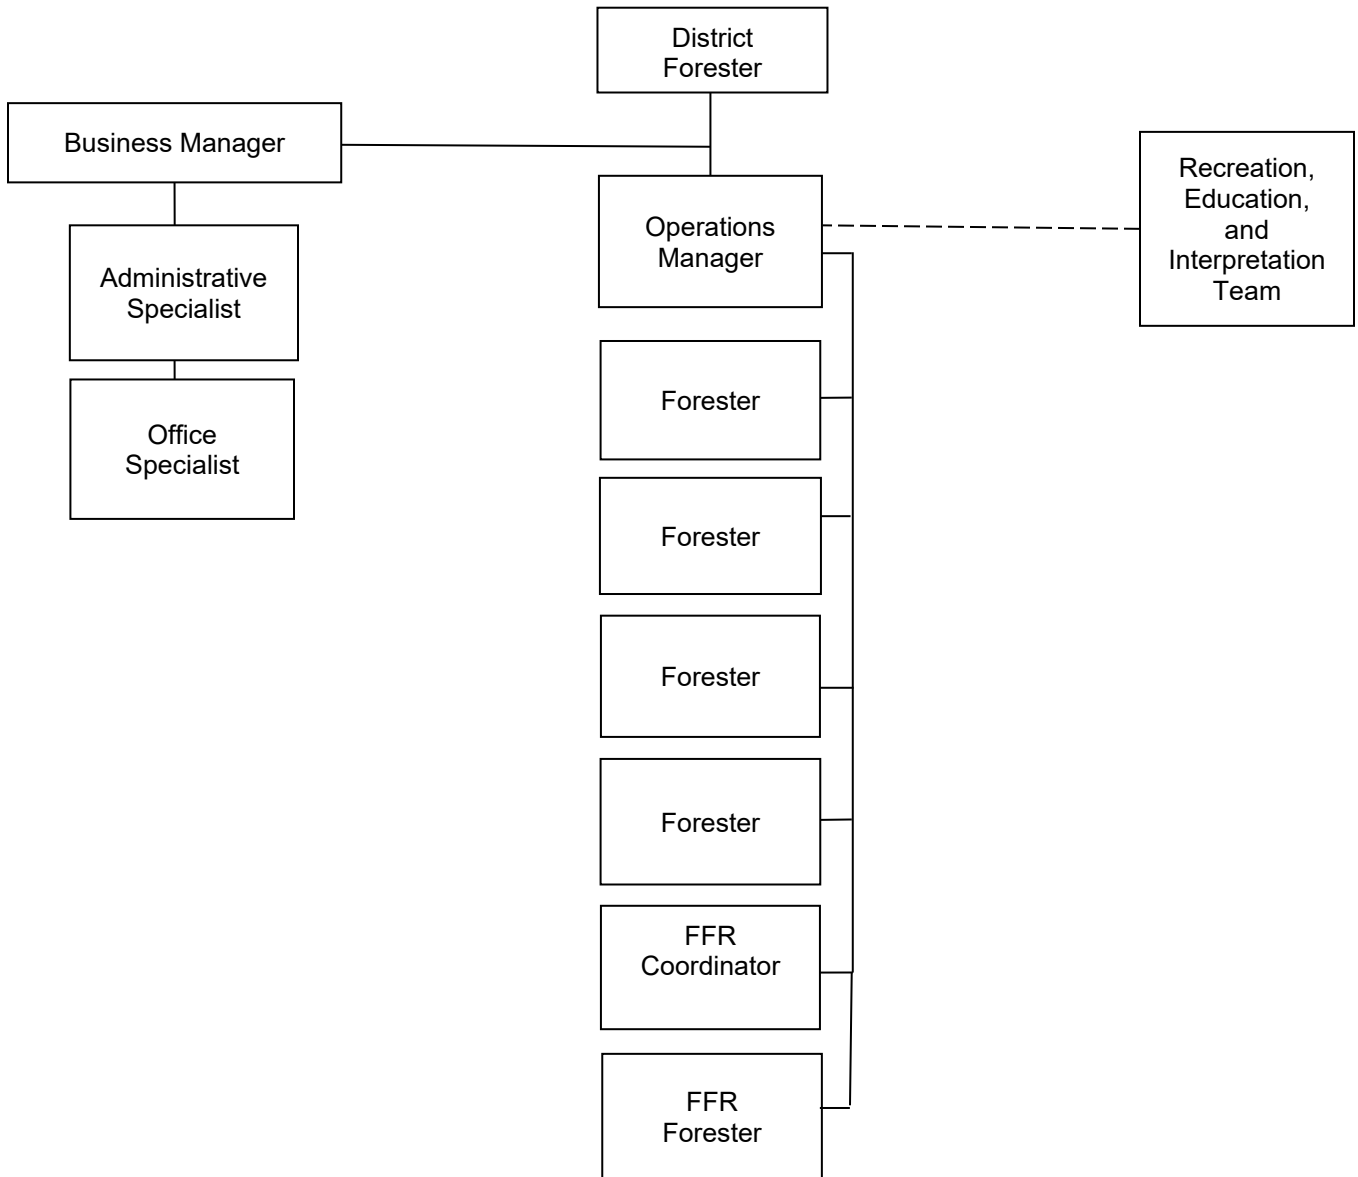 District
Forester
Business Manager
Recreation,
Education,
and
Interpretation
Team
Operations
Manager
Administrative
Specialist
Office
Specialist
Forester
Forester
Forester
Forester
FFR
Coordinator
FFR
Forester